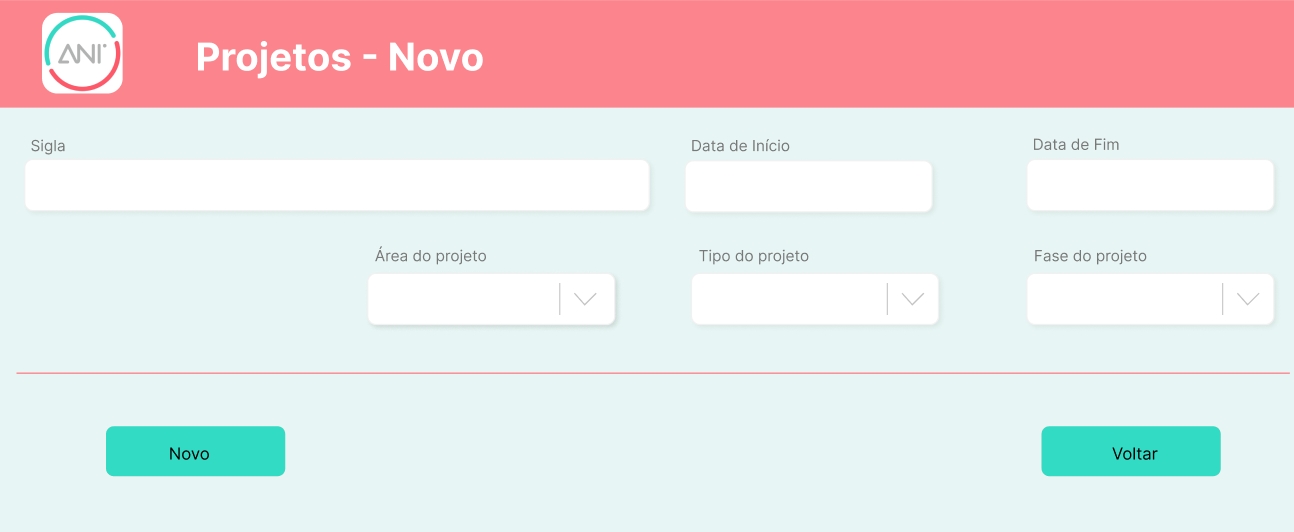 ANI
Projetos - Novo
Sigla
Data de Início
Data de Fim
Área do projeto
Tipo do projeto
Fase do projeto
Novo
Voltar